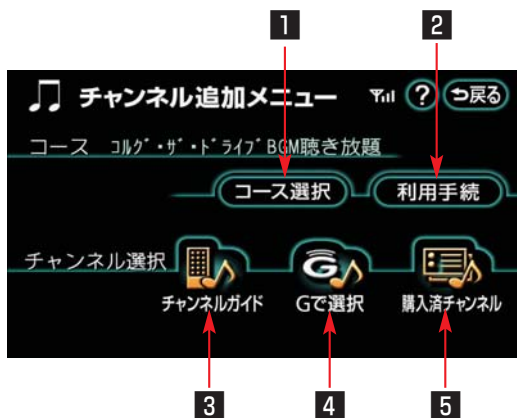 1 2
チャンネル追加メニュー ? 戻る
コース コルグ・ザ・ドライブBGM聴き放題
コース選択 利用手続
チャンネル選択 G
チャンネルガイド Gで選択 購入済チャンネル
3 4 5